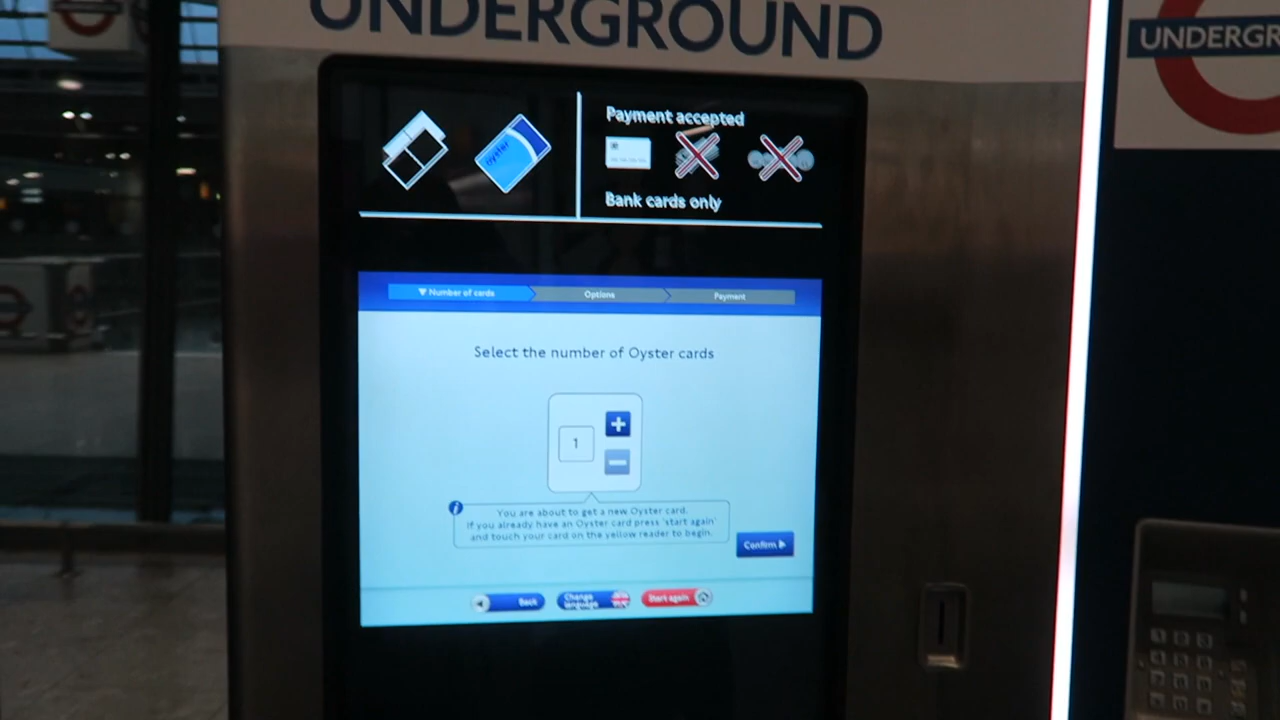 UNDERGROUND
UNDERGR
oyster
Payment accepted
Bank cards only
Number of cards
Options
Payment
Select the number of Oyster cards
1
You are about to get a new Oyster card.
If you already have an Oyster card press 'start again'
and touch your card on the yellow reader to begin.
Confirm
Back
Change
language
Start again